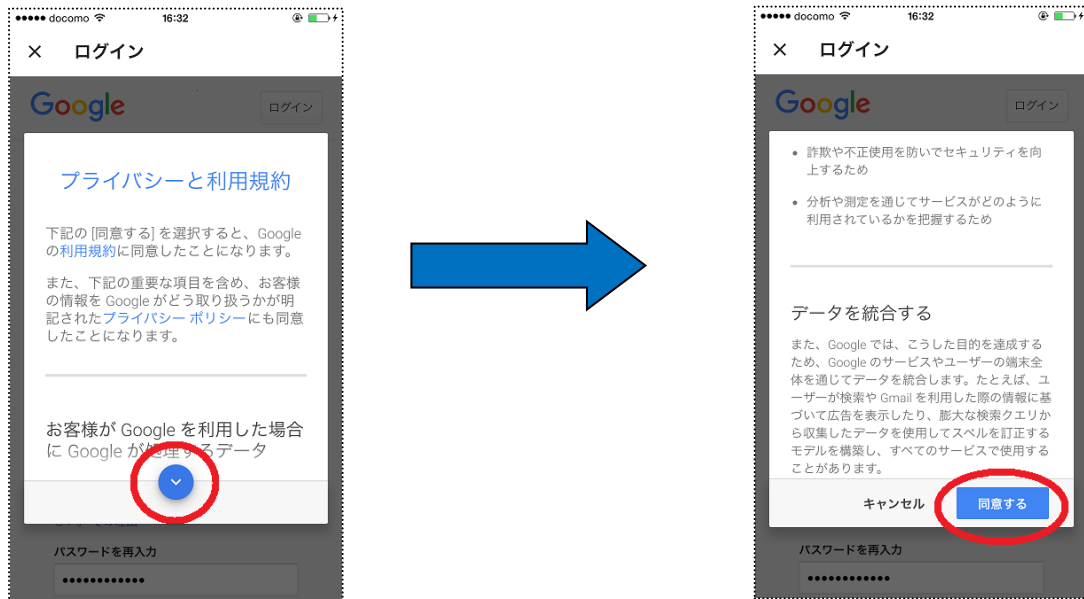 docomo 16:32
ログイン
Google ログイン
プライバシーと利用規約
下記の [同意する] を選択すると、Google
の利用規約に同意したことになります。
また、下記の重要な項目を含め、お客様
の情報を Google がどう取り扱うかが明
記されたプライバシー ポリシーにも同意
したことになります。
お客様が Google を利用した場合
に Google が処理するデータ
パスワードを再入力
docomo 16:32
ログイン
Google ログイン
詐欺や不正使用を防いでセキュリティを向
上するため
分析や測定を通じてサービスがどのように
利用されているかを把握するため
データを統合する
また、Google では、こうした目的を達成する
ため、Google のサービスやユーザーの端末全
体を通じてデータを統合します。たとえば、ユ
ーザーが検索や Gmail を利用した際の情報に基
づいて広告を表示したり、膨大な検索クエリか
ら収集したデータを使用してスペルを訂正する
モデルを構築し、すべてのサービスで使用する
ことがあります。
キャンセル 同意する
パスワードを再入力